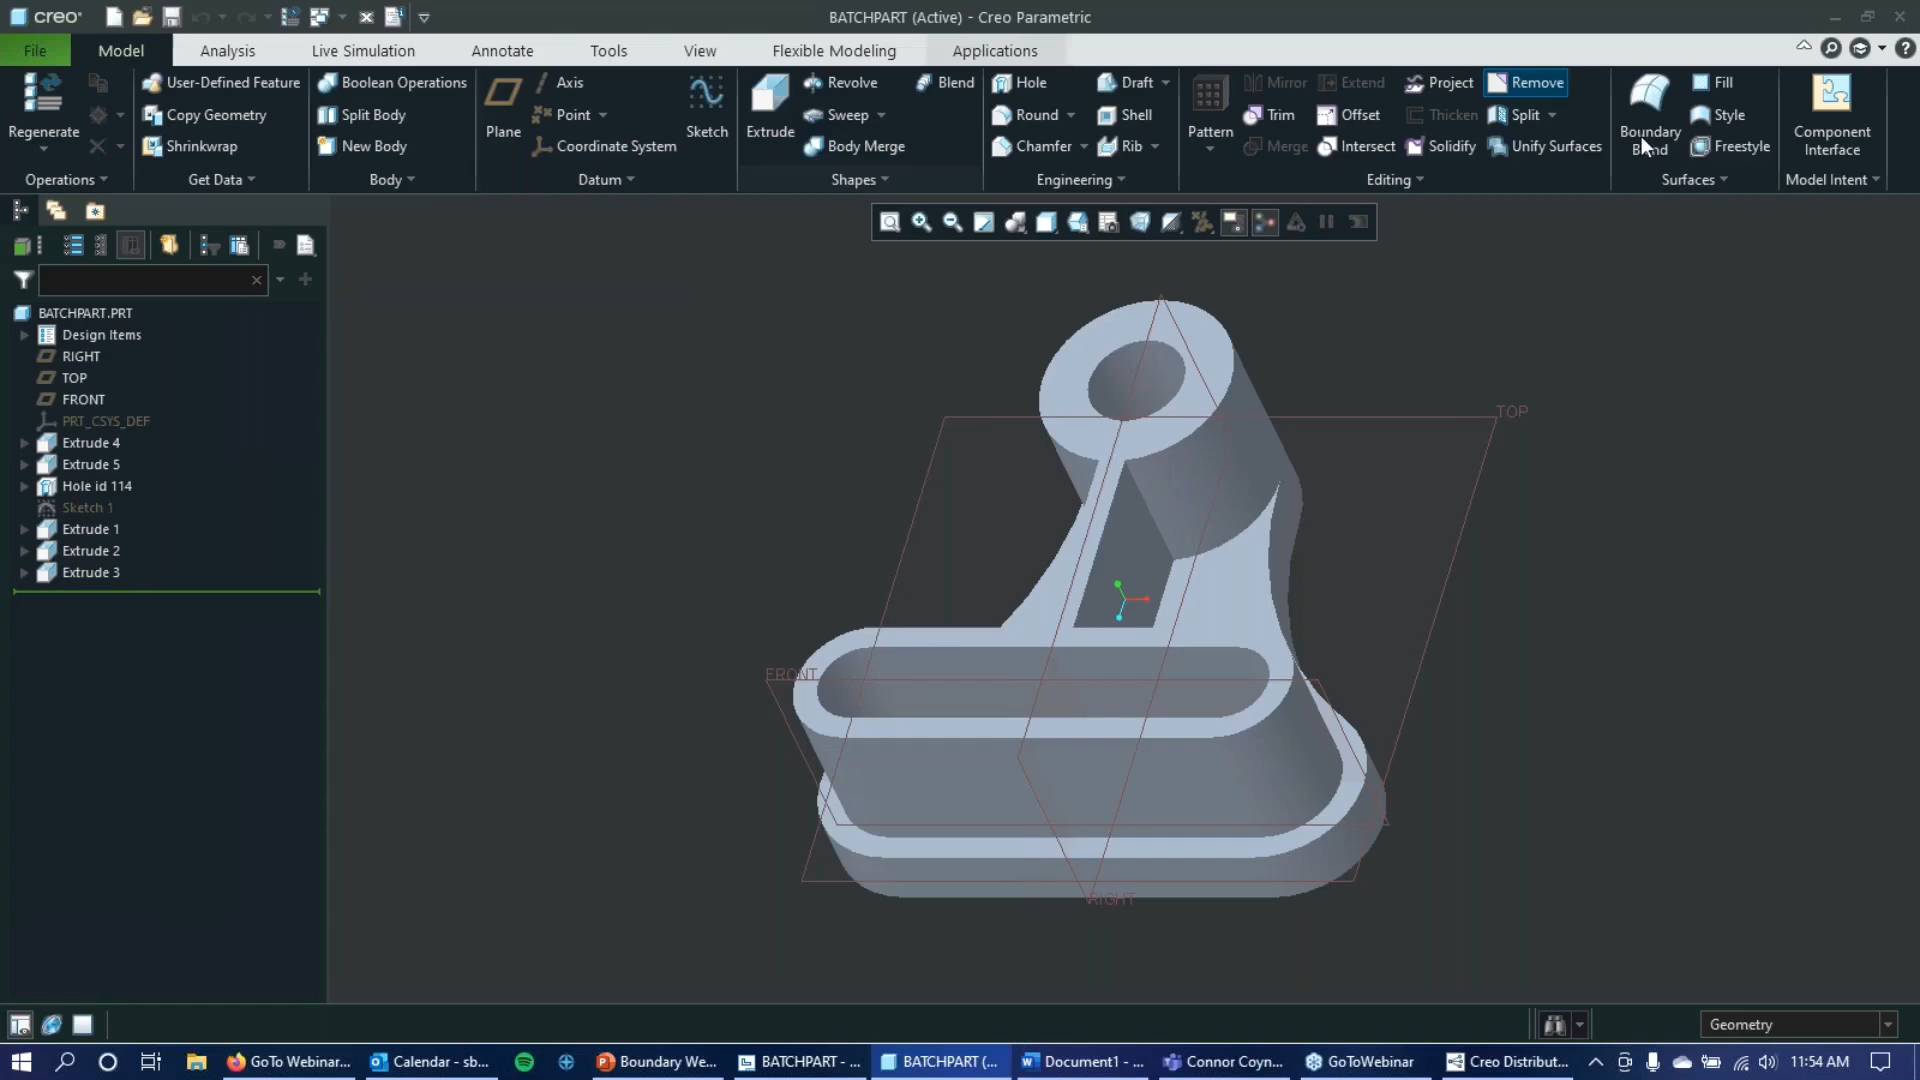 creo
BATCHPART (Active) - Creo Parametric
File Model Analysis Live Simulation Annotate Tools View Flexible Modeling Applications
Regenerate
Operations
User-Defined Feature
Copy Geometry
Shrinkwrap
Get Data
Boolean Operations
Split Body
New Body
Body
Plane
Axis
Point
Coordinate System
Sketch
Datum
Extrude
Revolve
Sweep
Body Merge
Blend
Shapes
Hole
Round
Chamfer
Draft
Shell
Rib
Engineering
Pattern
Mirror
Trim
Merge
Extend
Offset
Intersect
Project
Thicken
Solidify
Remove
Split
Unify Surfaces
Editing
Boundary
Blend
Fill
Style
Freestyle
Surfaces
Component
Interface
Model Intent
BATCHPART.PRT
Design Items
RIGHT
TOP
FRONT
PRT_CSYS_DEF
Extrude 4
Extrude 5
Hole id 114
Sketch 1
Extrude 1
Extrude 2
Extrude 3
TOP
FRONT
RIGHT
Geometry
GoTo Webinar...
Calendar - sb...
Boundary We...
BATCHPART - ...
BATCHPART (...
Document1 - ...
Connor Coyn...
GoToWebinar
Creo Distribut...
11:54 AM